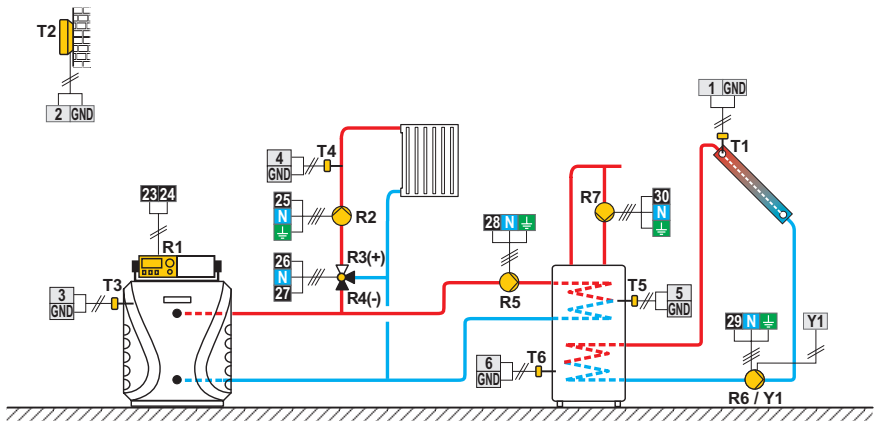 T2
2 GND
1 GND
T1
4
GND
T4
23 24
R1
25
N
R2
R7
30
N
28 N
R5
26
N
27
R3(+)
R4(-)
3
GND
T3
T5
5
GND
6
GND
T6
29 N
Y1
R6 / Y1